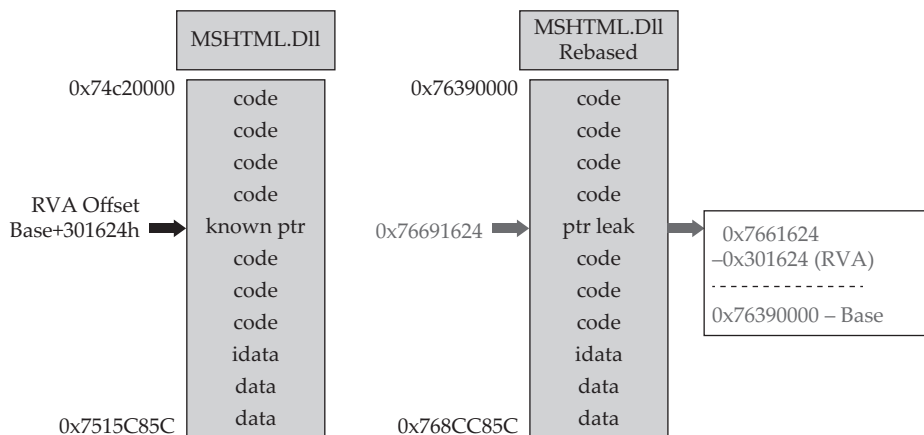 MSHTML.Dll
0x74c20000
code
code
code
code
RVA Offset
Base+301624h
known ptr
code
code
code
idata
data
data
0x7515C85C
MSHTML.Dll
Rebased
0x76390000
code
code
code
code
0x76691624
ptr leak
code
code
code
idata
data
data
0x768CC85C
0x7661624
–0x301624 (RVA)
0x76390000 – Base